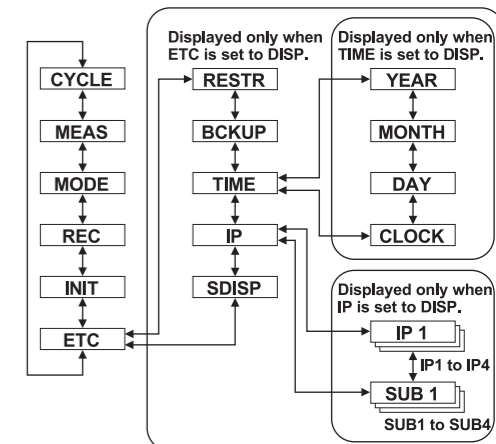 CYCLE
MEAS
MODE
REC
INIT
ETC
Displayed only when
ETC is set to DISP.
RESTR
BCKUP
TIME
IP
SDISP
Displayed only when
TIME is set to DISP.
YEAR
MONTH
DAY
CLOCK
Displayed only when
IP is set to DISP.
IP 1
IP1 to IP4
SUB 1
SUB1 to SUB4